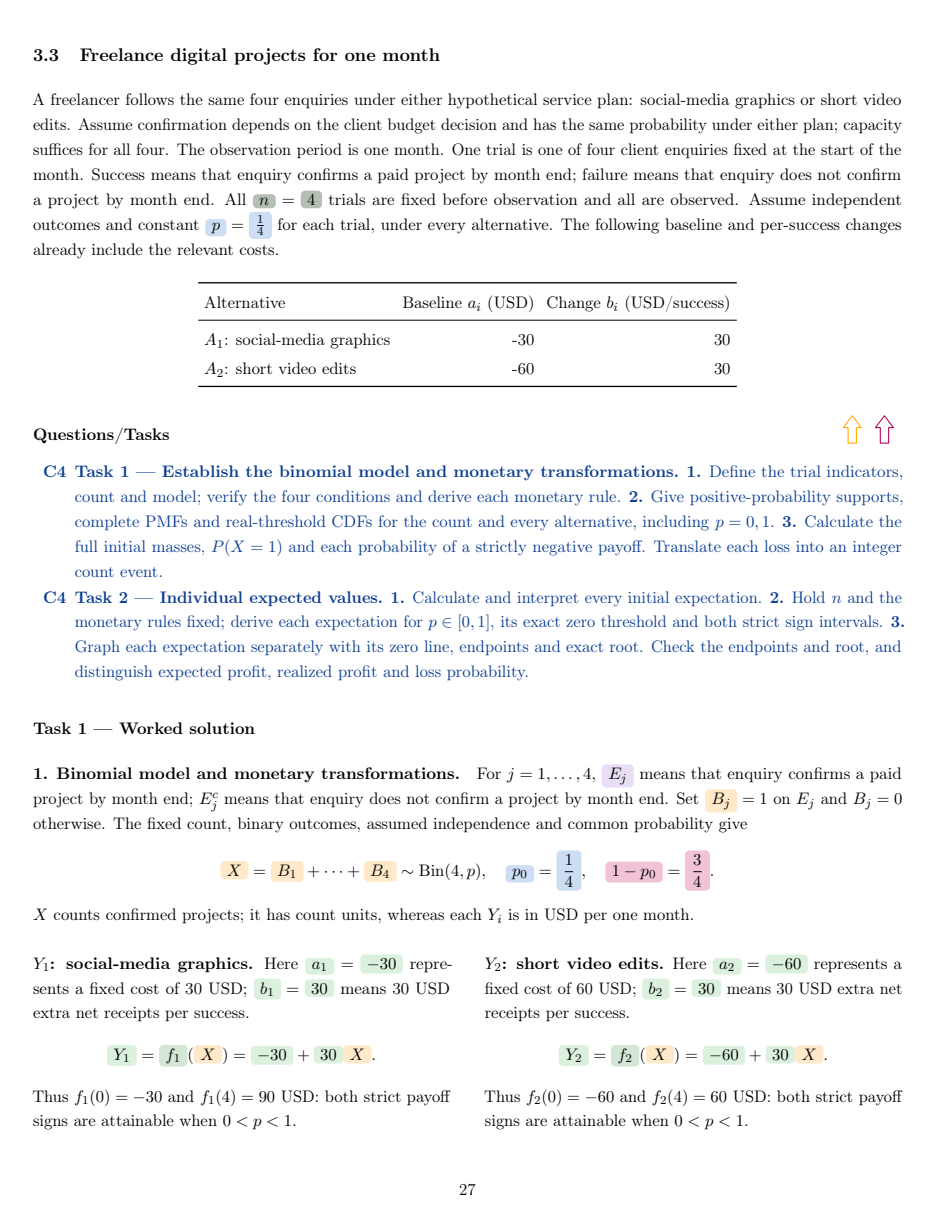 3.3 Freelance digital projects for one month
A freelancer follows the same four enquiries under either hypothetical service plan: social-media graphics or short video
edits. Assume confirmation depends on the client budget decision and has the same probability under either plan; capacity
suffices for all four. The observation period is one month. One trial is one of four client enquiries fixed at the start of the
month. Success means that enquiry confirms a paid project by month end; failure means that enquiry does not confirm
a project by month end. All n = 4 trials are fixed before observation and all are observed. Assume independent
outcomes and constant p = 1/4 for each trial, under every alternative. The following baseline and per-success changes
already include the relevant costs.
Alternative Baseline a_i (USD) Change b_i (USD/success)
A_1: social-media graphics -30 30
A_2: short video edits -60 30
Questions/Tasks
C4 Task 1 — Establish the binomial model and monetary transformations. 1. Define the trial indicators,
count and model; verify the four conditions and derive each monetary rule. 2. Give positive-probability supports,
complete PMFs and real-threshold CDFs for the count and every alternative, including p = 0, 1. 3. Calculate the
full initial masses, P(X = 1) and each probability of a strictly negative payoff. Translate each loss into an integer
count event.
C4 Task 2 — Individual expected values. 1. Calculate and interpret every initial expectation. 2. Hold n and the
monetary rules fixed; derive each expectation for p ∈ [0, 1], its exact zero threshold and both strict sign intervals. 3.
Graph each expectation separately with its zero line, endpoints and exact root. Check the endpoints and root, and
distinguish expected profit, realized profit and loss probability.
Task 1 — Worked solution
1. Binomial model and monetary transformations. For j = 1, . . . , 4, E_j means that enquiry confirms a paid
project by month end; E_j^c means that enquiry does not confirm a project by month end. Set B_j = 1 on E_j and B_j = 0
otherwise. The fixed count, binary outcomes, assumed independence and common probability give
X = B_1 + · · · + B_4 ∼ Bin(4, p), p_0 = 1/4, 1 − p_0 = 3/4.
X counts confirmed projects; it has count units, whereas each Y_i is in USD per one month.
Y_1: social-media graphics. Here a_1 = −30 repre-
sents a fixed cost of 30 USD; b_1 = 30 means 30 USD
extra net receipts per success.
Y_1 = f_1(X) = −30 + 30 X.
Thus f_1(0) = −30 and f_1(4) = 90 USD: both strict payoff
signs are attainable when 0 < p < 1.
Y_2: short video edits. Here a_2 = −60 represents a
fixed cost of 60 USD; b_2 = 30 means 30 USD extra net
receipts per success.
Y_2 = f_2(X) = −60 + 30 X.
Thus f_2(0) = −60 and f_2(4) = 60 USD: both strict payoff
signs are attainable when 0 < p < 1.
27